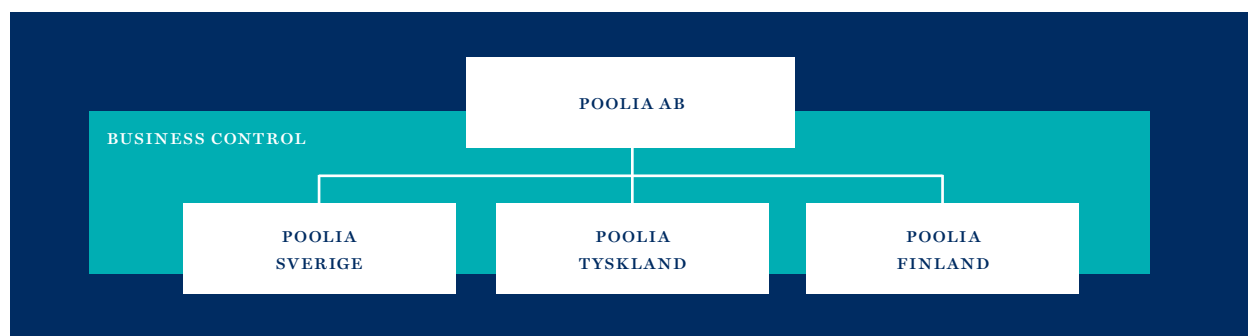 POOLIA AB
BUSINESS CONTROL
POOLIA
SVERIGE
POOLIA
TYSKLAND
POOLIA
FINLAND